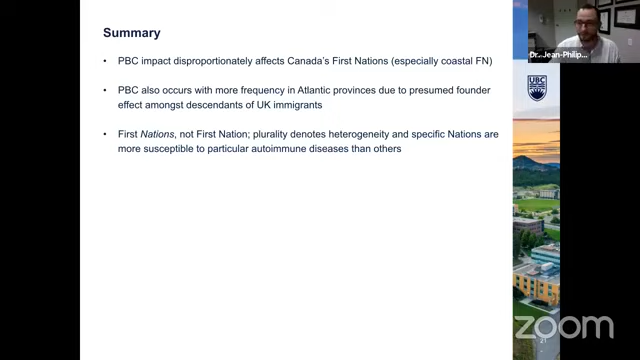 Summary
• PBC impact disproportionately affects Canada's First Nations (especially coastal FN)
• PBC also occurs with more frequency in Atlantic provinces due to presumed founder
effect amongst descendants of UK immigrants
• First Nations, not First Nation; plurality denotes heterogeneity and specific Nations are
more susceptible to particular autoimmune diseases than others
Dr. Jean-Philip...
UBC
zoom
21